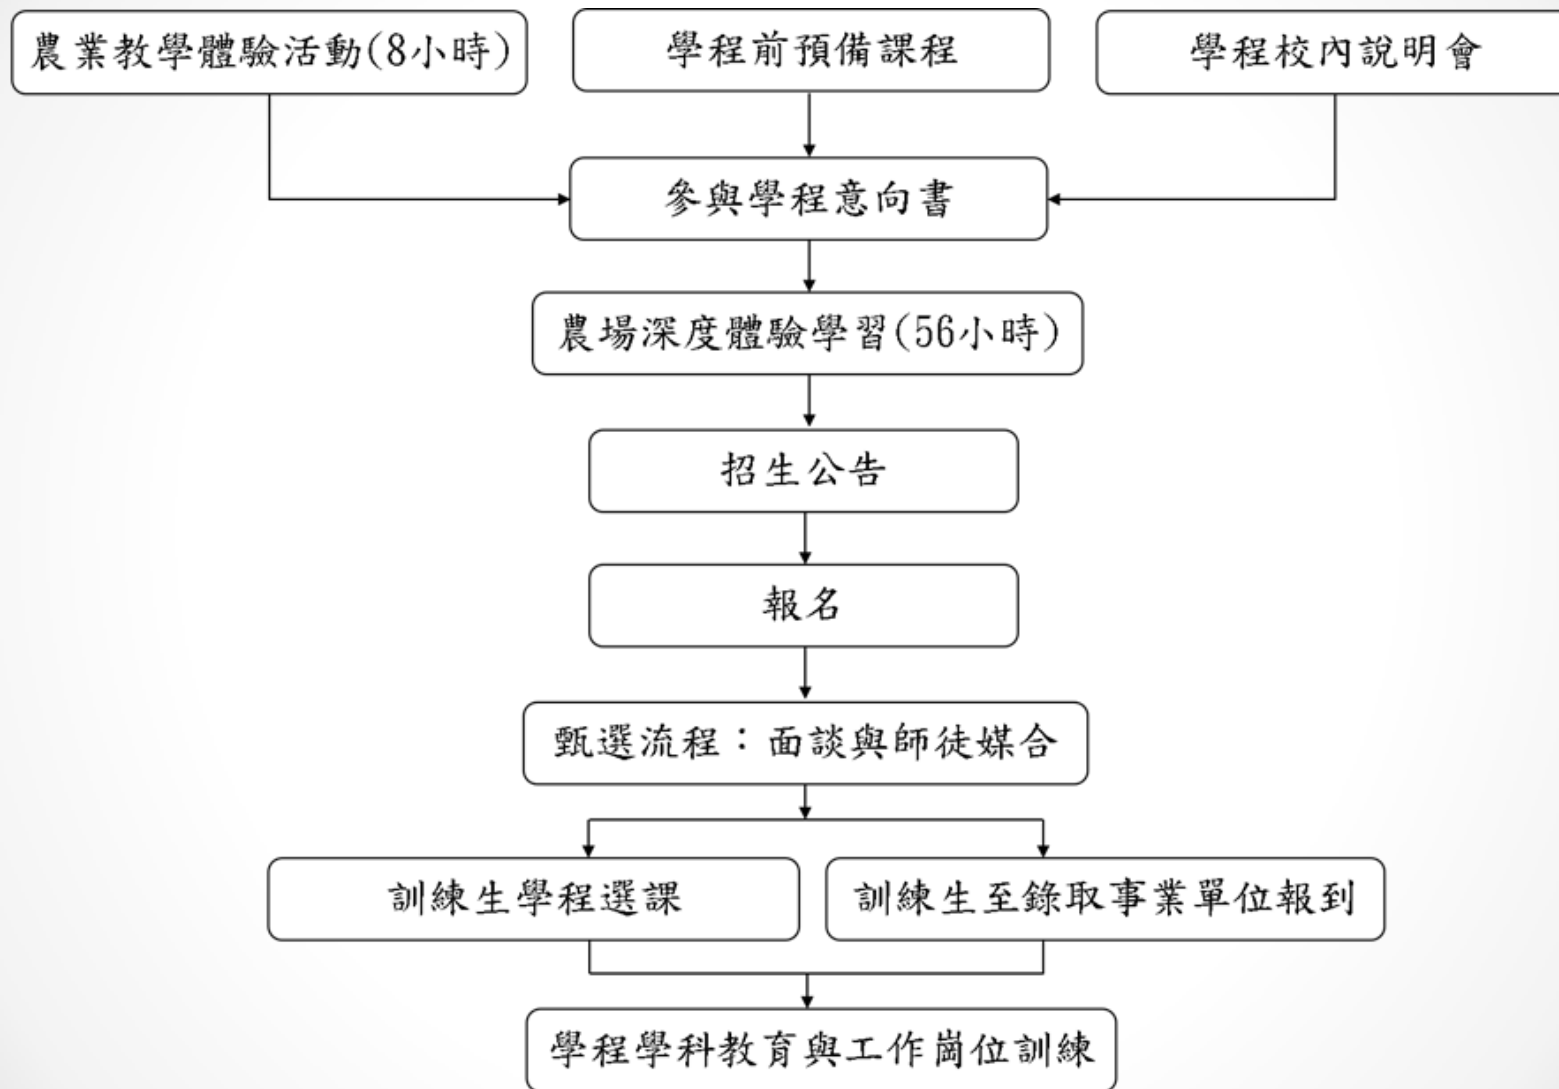 農業教學體驗活動(8小時)
學程前預備課程
學程校內說明會
參與學程意向書
農場深度體驗學習(56小時)
招生公告
報名
甄選流程：面談與師徒媒合
訓練生學程選課
訓練生至錄取事業單位報到
學程學科教育與工作崗位訓練